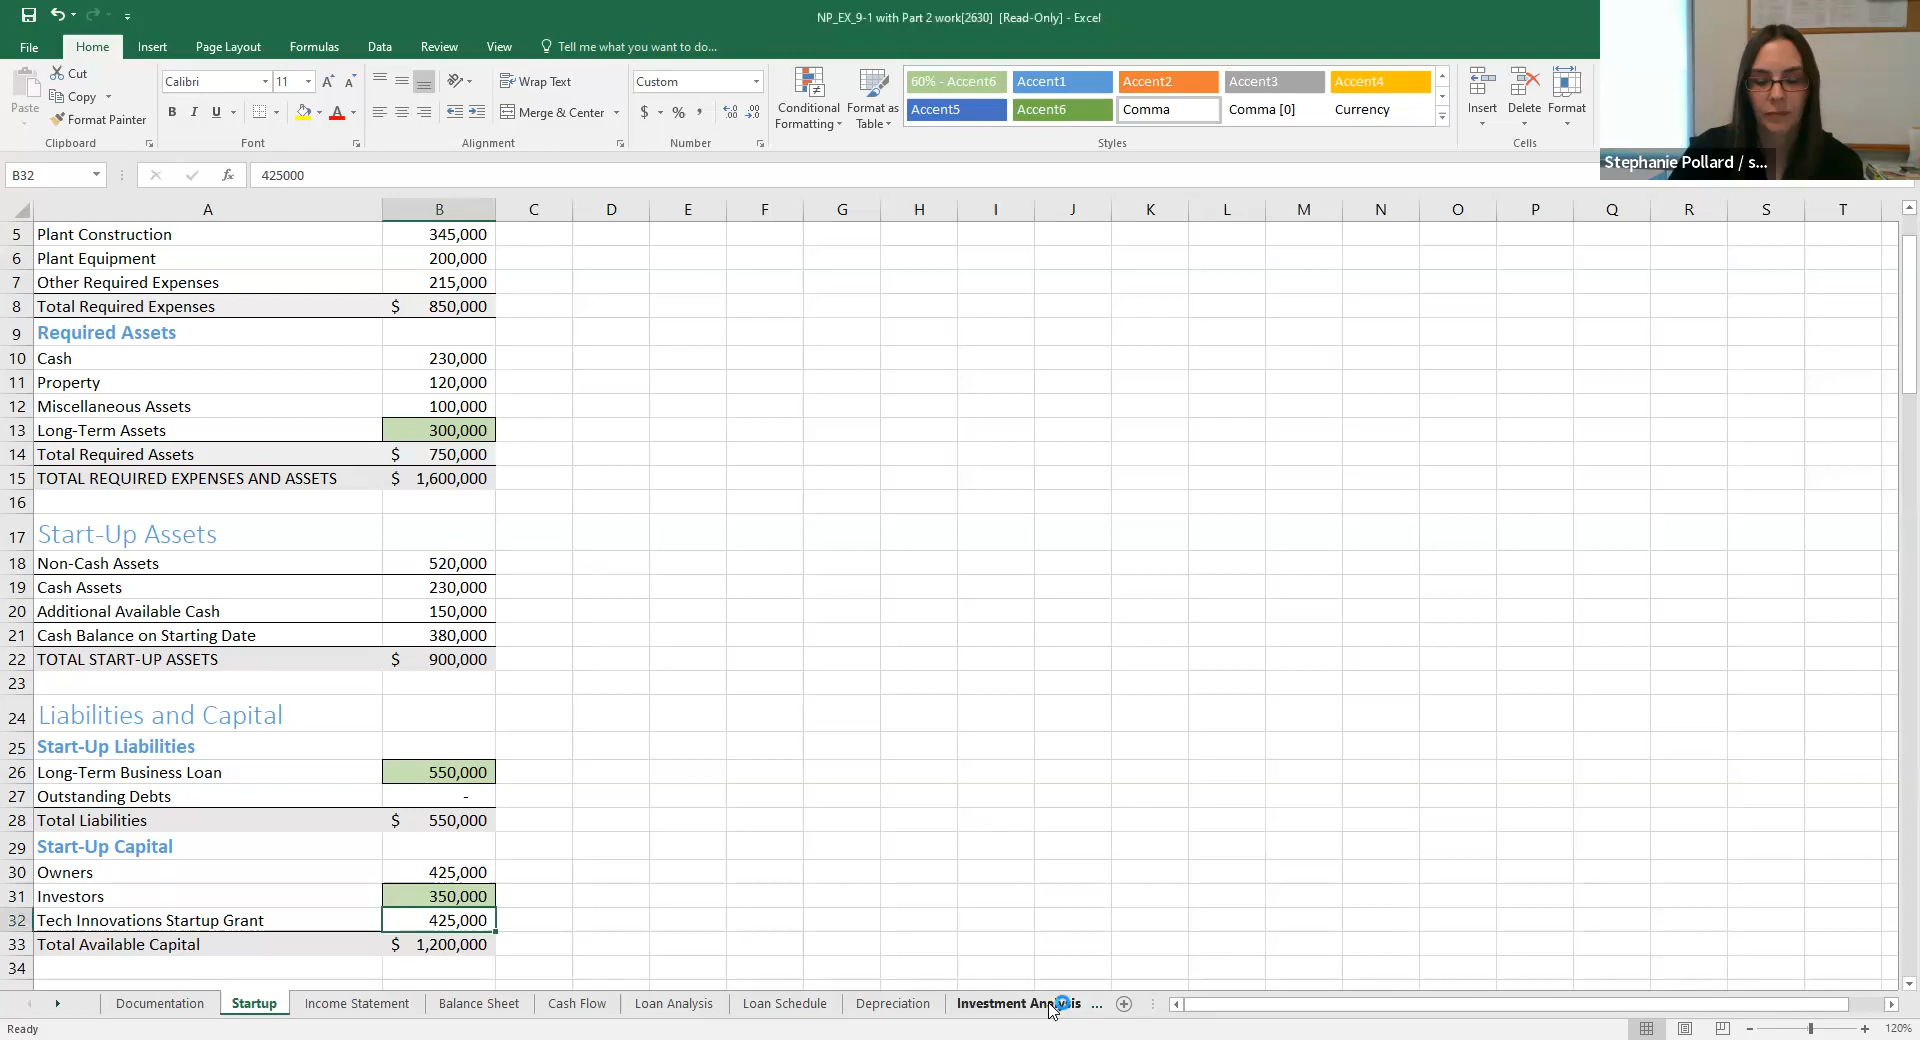 NP_EX_9-1 with Part 2 work[2630] [Read-Only] - Excel
File Home Insert Page Layout Formulas Data Review View Tell me what you want to do...
Paste
Cut
Copy
Format Painter
Clipboard
Calibri 11
B I U
Font
Wrap Text
Merge & Center
Alignment
Custom
$ % ,
Number
Conditional Formatting
Format as Table
60% - Accent6 Accent1 Accent2 Accent3 Accent4
Accent5 Accent6 Comma Comma [0] Currency
Styles
Insert Delete Format
Cells
Stephanie Pollard / s...
B32 fx 425000
A B C D E F G H I J K L M N O P Q R S T
5 Plant Construction 345,000
6 Plant Equipment 200,000
7 Other Required Expenses 215,000
8 Total Required Expenses $ 850,000
9 Required Assets
10 Cash 230,000
11 Property 120,000
12 Miscellaneous Assets 100,000
13 Long-Term Assets 300,000
14 Total Required Assets $ 750,000
15 TOTAL REQUIRED EXPENSES AND ASSETS $ 1,600,000
16
17 Start-Up Assets
18 Non-Cash Assets 520,000
19 Cash Assets 230,000
20 Additional Available Cash 150,000
21 Cash Balance on Starting Date 380,000
22 TOTAL START-UP ASSETS $ 900,000
23
24 Liabilities and Capital
25 Start-Up Liabilities
26 Long-Term Business Loan 550,000
27 Outstanding Debts -
28 Total Liabilities $ 550,000
29 Start-Up Capital
30 Owners 425,000
31 Investors 350,000
32 Tech Innovations Startup Grant 425,000
33 Total Available Capital $ 1,200,000
34
Documentation Startup Income Statement Balance Sheet Cash Flow Loan Analysis Loan Schedule Depreciation Investment Analysis ...
Ready 120%